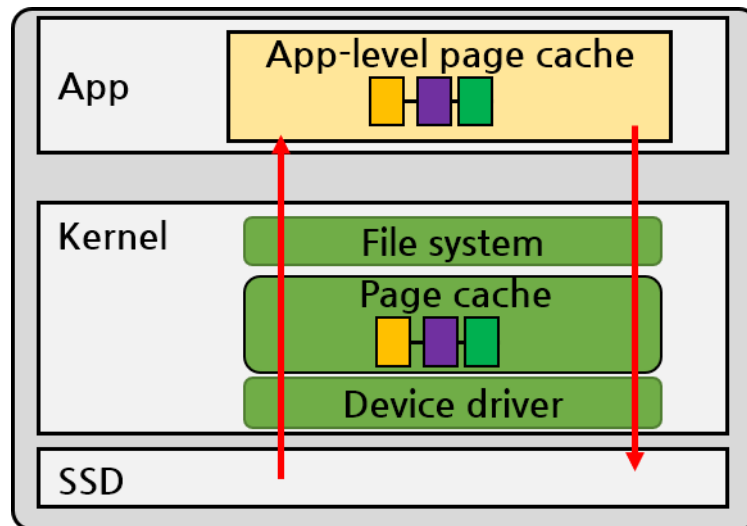 App-level page cache
App
Kernel
File system
Page cache
Device driver
SSD